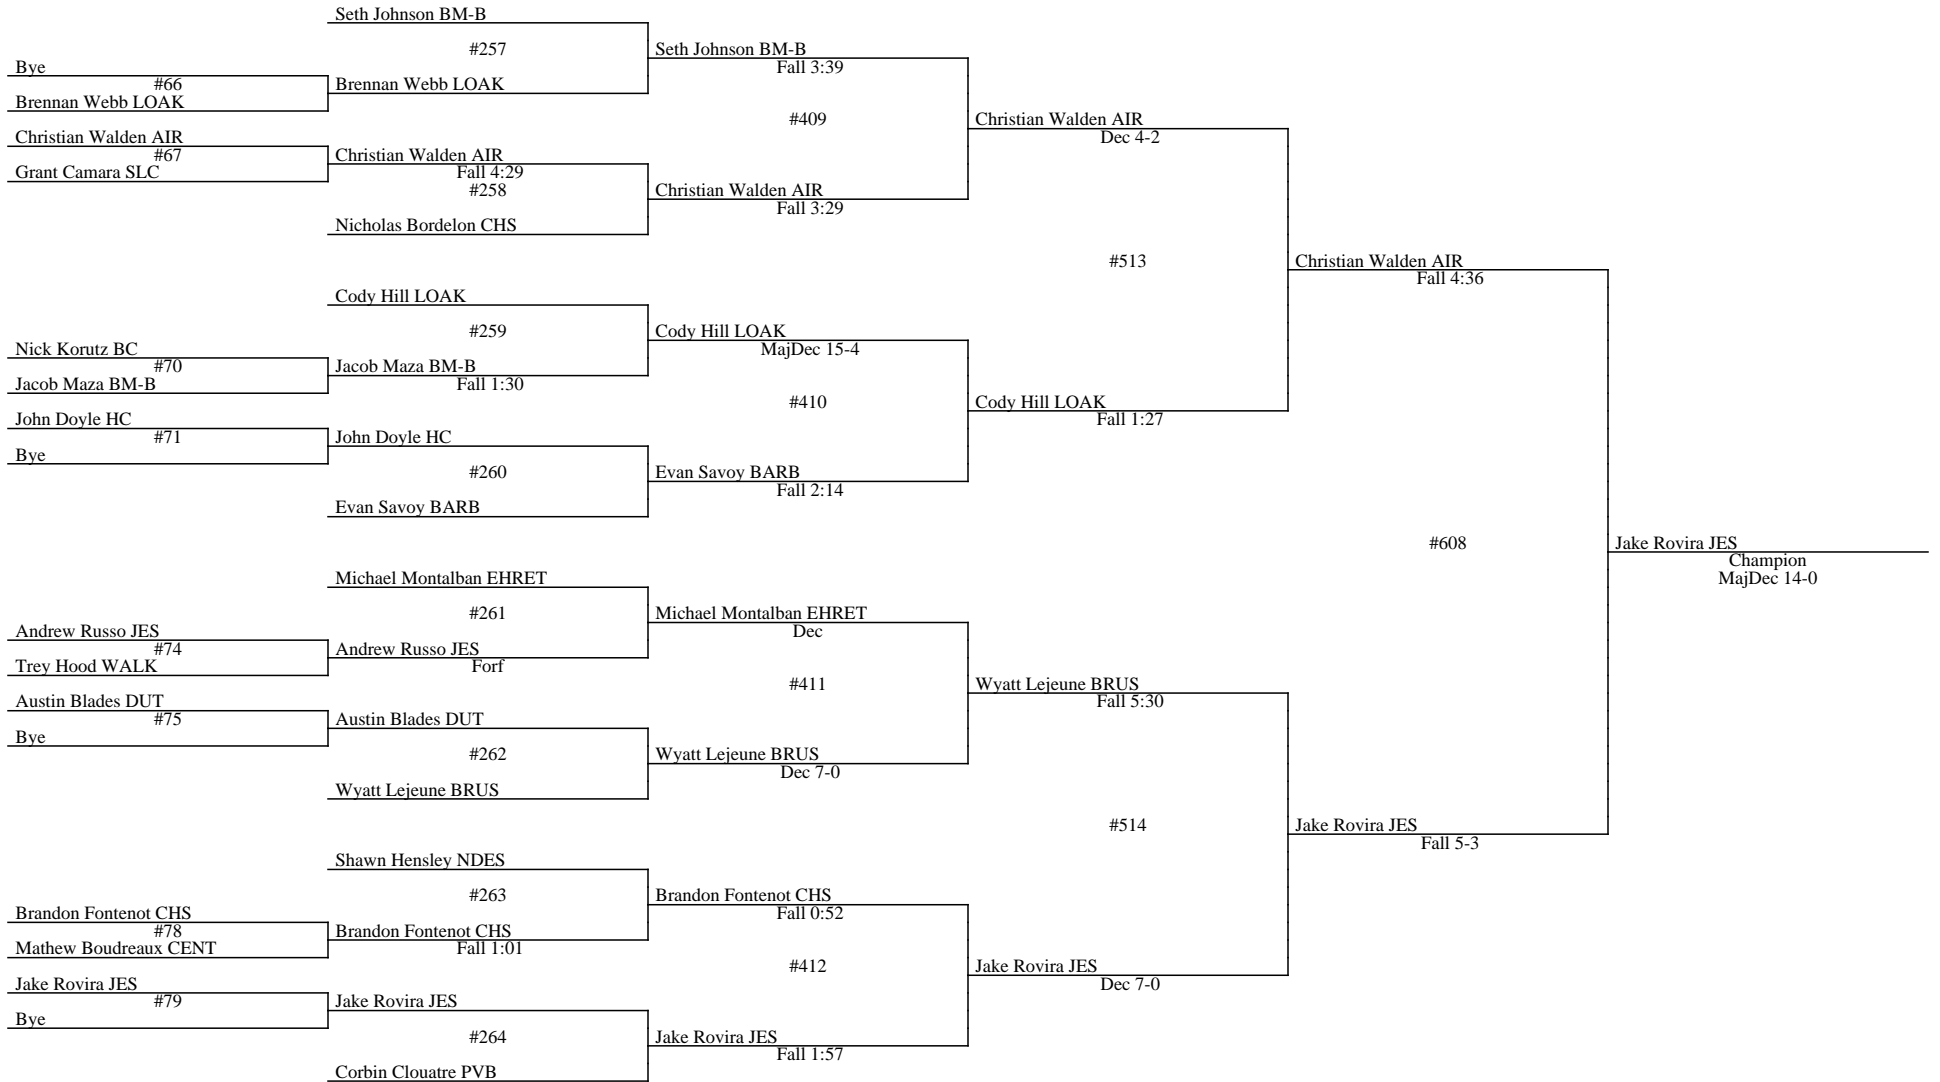 Seth Johnson BM-B
#257
Seth Johnson BM-B
Fall 3:39
Bye
#66
Brennan Webb LOAK
Brennan Webb LOAK
#409
Christian Walden AIR
Dec 4-2
Christian Walden AIR
#67
Grant Camara SLC
Christian Walden AIR
Fall 4:29
#258
Christian Walden AIR
Fall 3:29
Nicholas Bordelon CHS
#513
Christian Walden AIR
Fall 4:36
Cody Hill LOAK
#259
Cody Hill LOAK
MajDec 15-4
Nick Korutz BC
#70
Jacob Maza BM-B
Jacob Maza BM-B
Fall 1:30
#410
Cody Hill LOAK
Fall 1:27
John Doyle HC
#71
Bye
John Doyle HC
#260
Evan Savoy BARB
Fall 2:14
Evan Savoy BARB
#608
Jake Rovira JES
Champion
MajDec 14-0
Michael Montalban EHRET
#261
Michael Montalban EHRET
Dec
Andrew Russo JES
#74
Trey Hood WALK
Andrew Russo JES
Forf
#411
Wyatt Lejeune BRUS
Fall 5:30
Austin Blades DUT
#75
Bye
Austin Blades DUT
#262
Wyatt Lejeune BRUS
Dec 7-0
Wyatt Lejeune BRUS
#514
Jake Rovira JES
Fall 5-3
Shawn Hensley NDES
#263
Brandon Fontenot CHS
Fall 0:52
Brandon Fontenot CHS
#78
Mathew Boudreaux CENT
Brandon Fontenot CHS
Fall 1:01
#412
Jake Rovira JES
Dec 7-0
Jake Rovira JES
#79
Bye
Jake Rovira JES
#264
Jake Rovira JES
Fall 1:57
Corbin Clouatre PVB